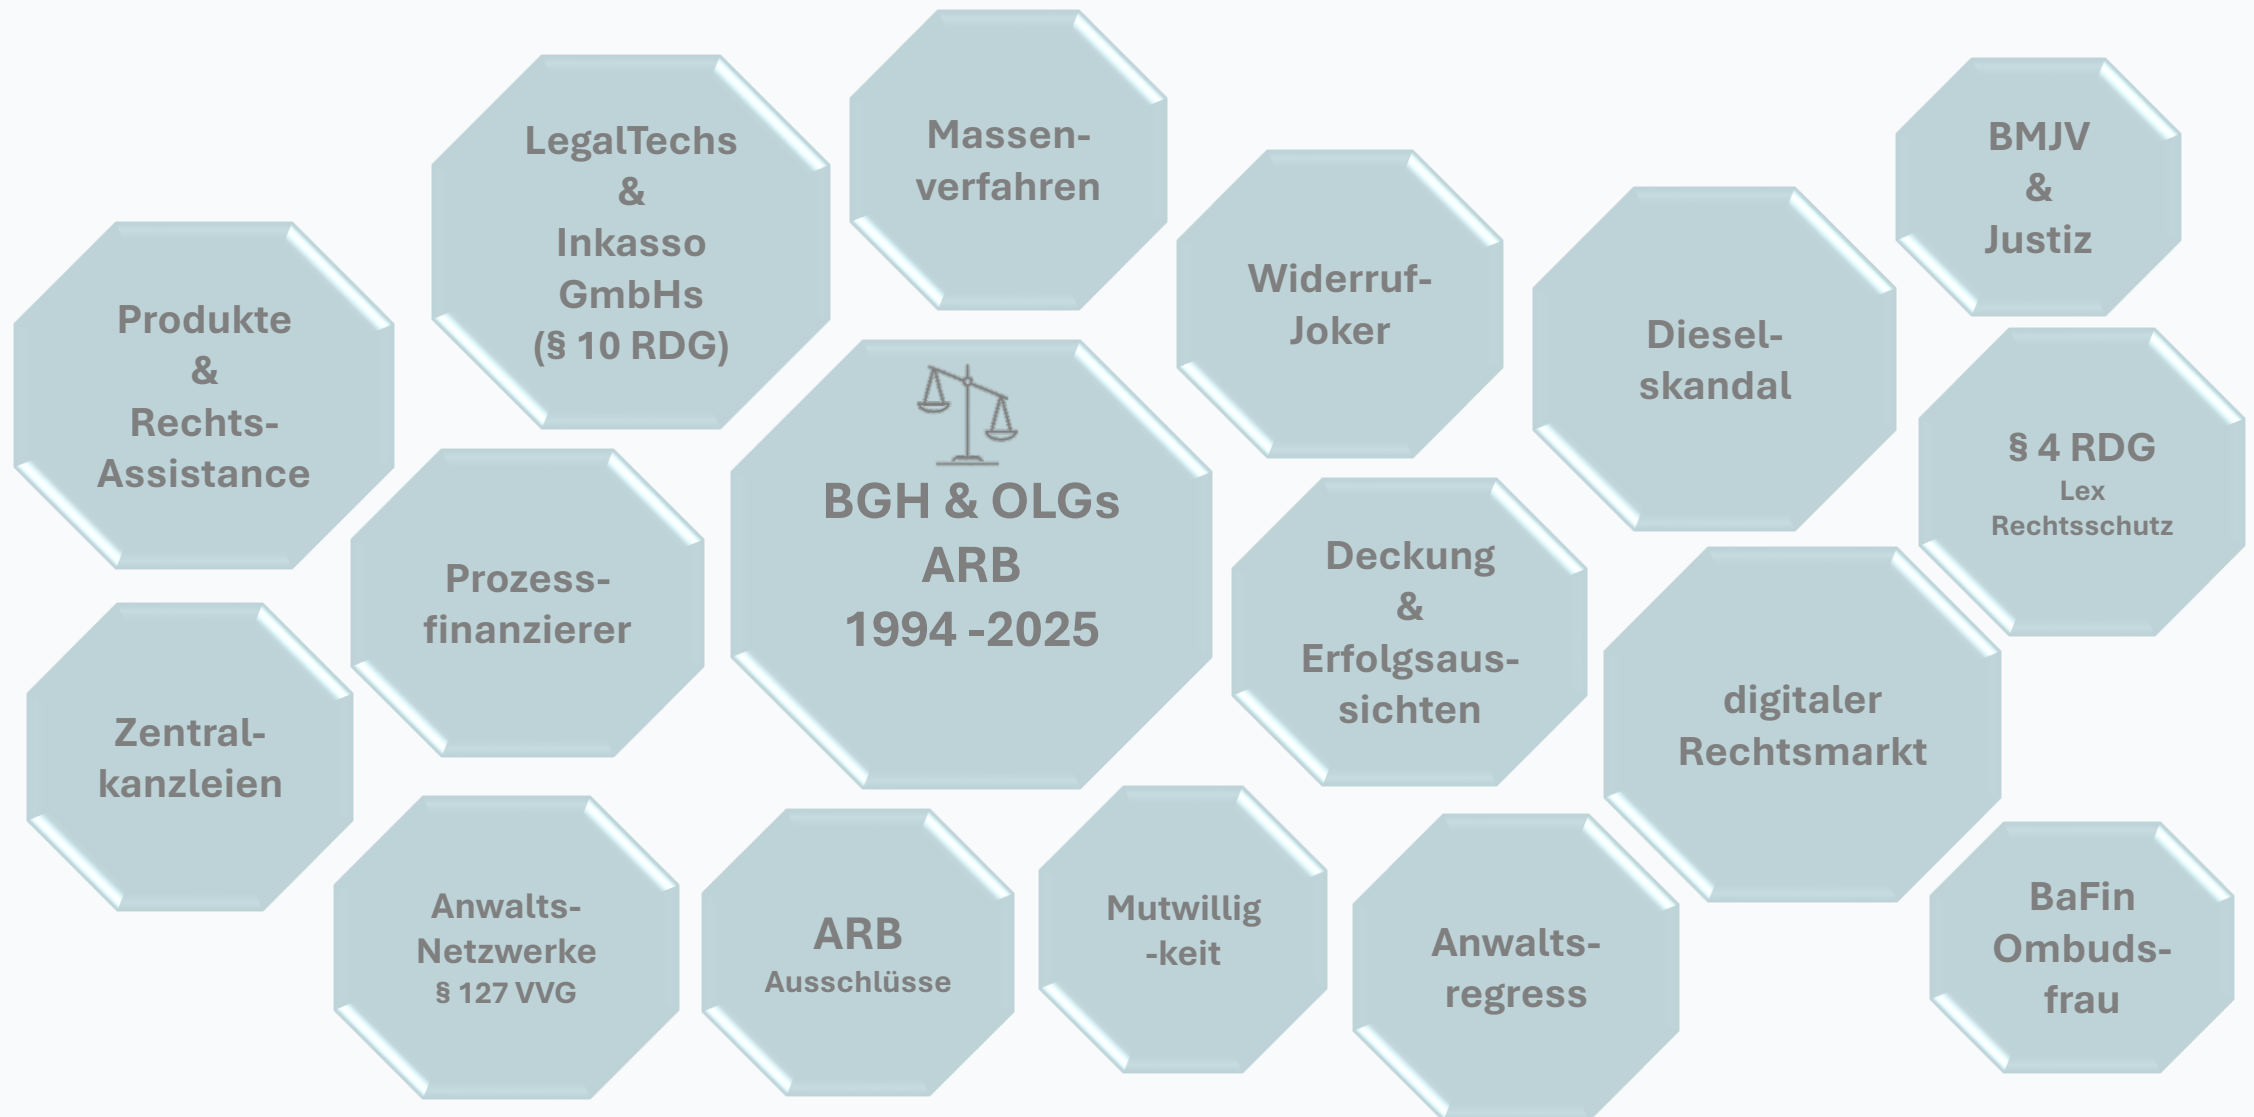 LegalTechs
&
Inkasso
GmbHs
(§ 10 RDG)
Massen-
verfahren
BMJV
&
Justiz
Widerruf-
Joker
Diesel-
skandal
Produkte
&
Rechts-
Assistance
§ 4 RDG
Lex
Rechtsschutz
BGH & OLGs
ARB
1994 -2025
Prozess-
finanzierer
Deckung
&
Erfolgsaus-
sichten
digitaler
Rechtsmarkt
Zentral-
kanzleien
Anwalts-
Netzwerke
§ 127 VVG
ARB
Ausschlüsse
Mutwillig
-keit
Anwalts-
regress
BaFin
Ombuds-
frau